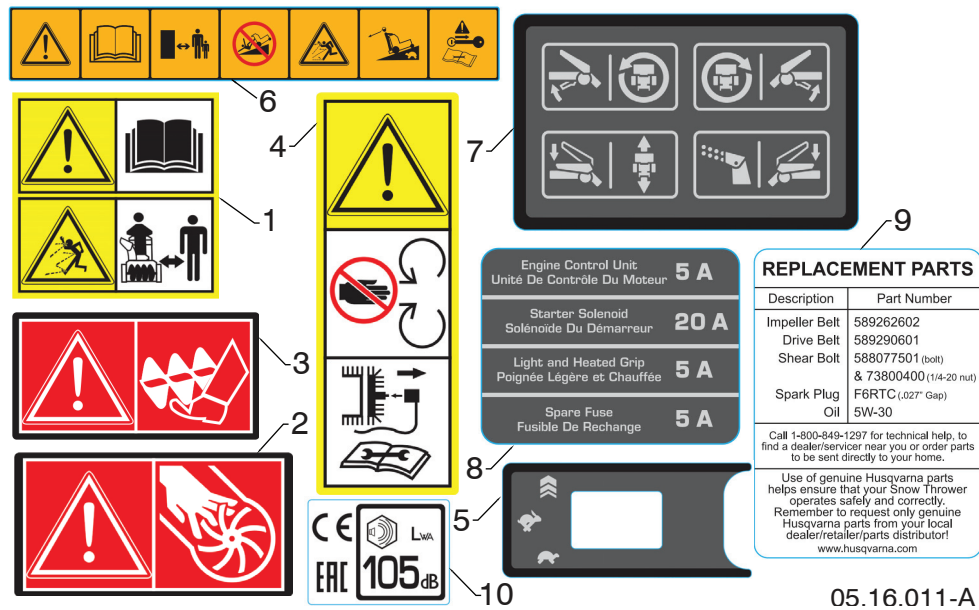 6
4
7
1
3
2
CE
EAC
LWA
105dB
10
Engine Control Unit
Unité De Contrôle Du Moteur
5 A
Starter Solenoid
Solénoïde Du Démarreur
20 A
Light and Heated Grip
Poignée Légère et Chauffée
5 A
Spare Fuse
Fusible De Rechange
5 A
8
5
9
REPLACEMENT PARTS
Description Part Number
Impeller Belt 589262602
Drive Belt 589290601
Shear Bolt 588077501 (bolt)
& 73800400 (1/4-20 nut)
Spark Plug F6RTC (.027" Gap)
Oil 5W-30
Call 1-800-849-1297 for technical help, to
find a dealer/servicer near you or order parts
to be sent directly to your home.
Use of genuine Husqvarna parts
helps ensure that your Snow Thrower
operates safely and correctly.
Remember to request only genuine
Husqvarna parts from your local
dealer/retailer/parts distributor!
www.husqvarna.com
05.16.011-A